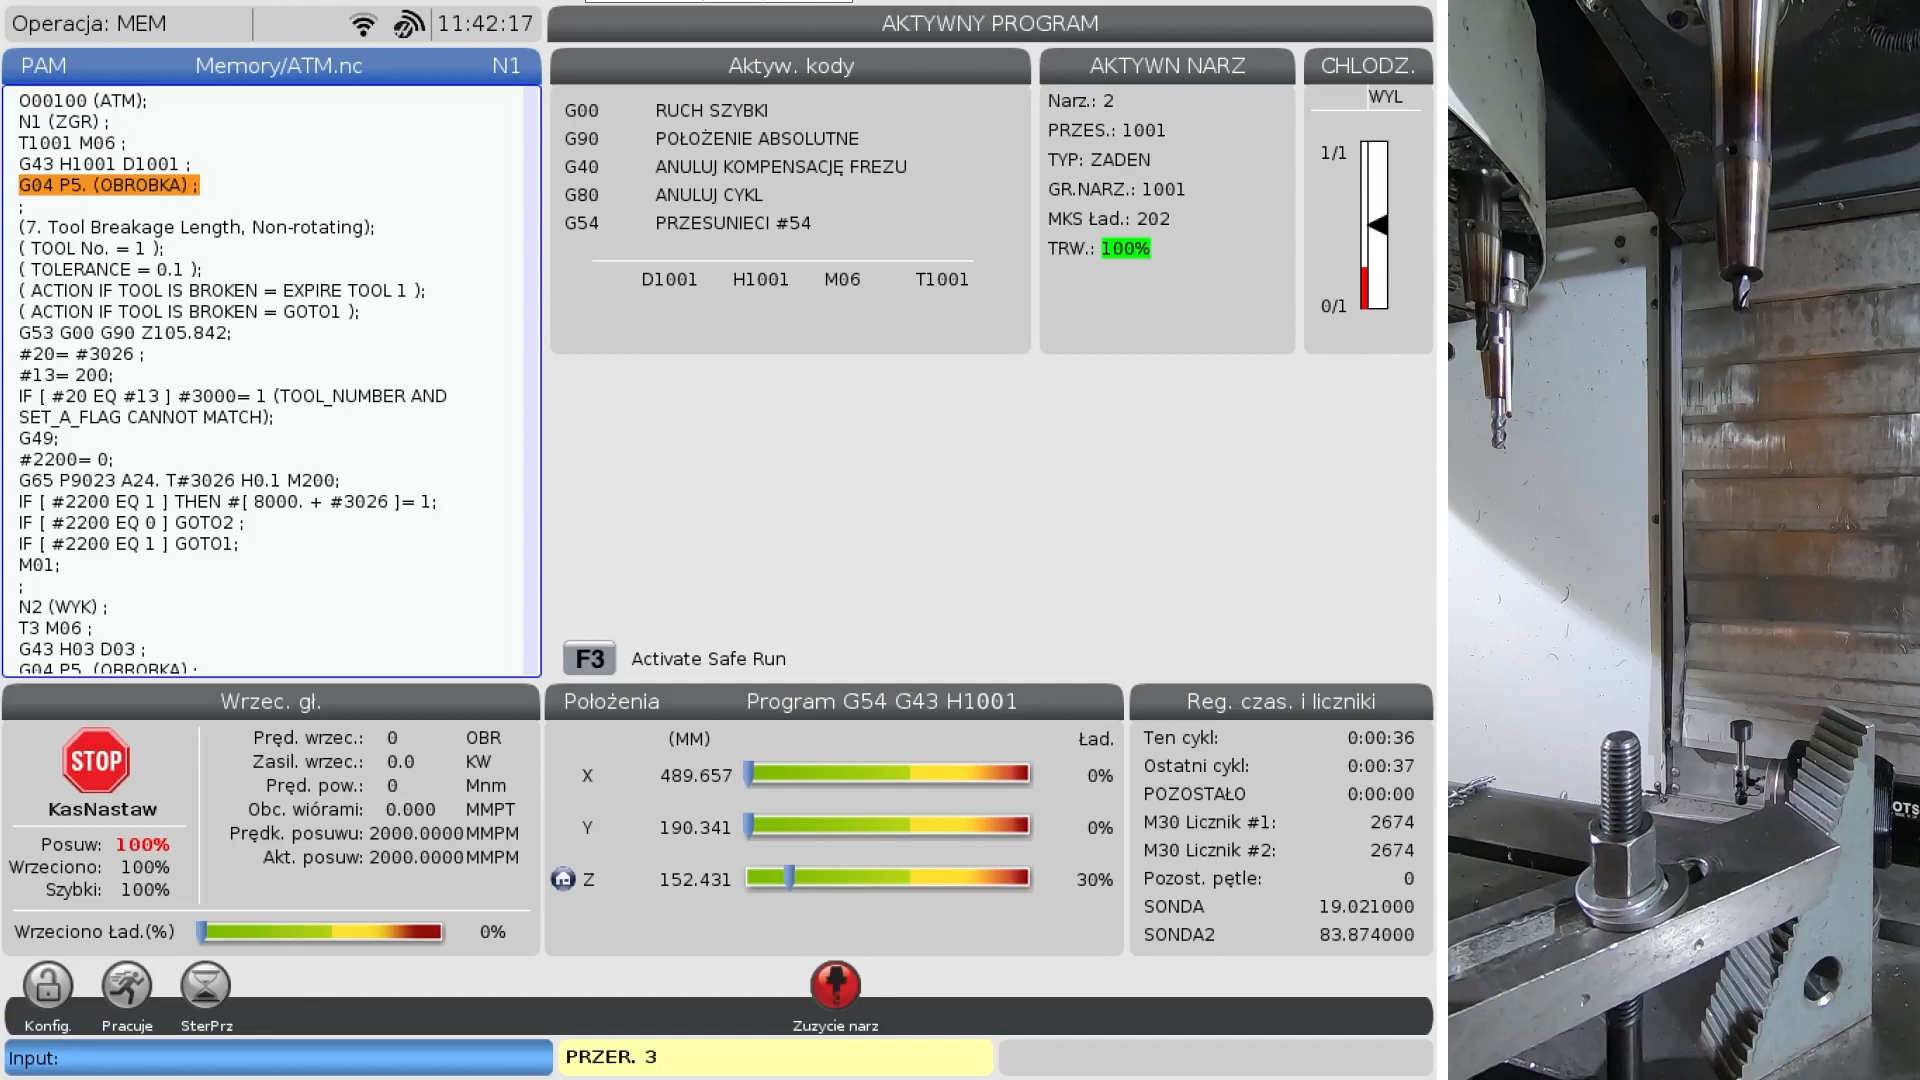 Operacja: MEM
11:42:17
AKTYWNY PROGRAM
PAM Memory/ATM.nc N1
O00100 (ATM);
N1 (ZGR) ;
T1001 M06 ;
G43 H1001 D1001 ;
G04 P5. (OBROBKA) ;
;
(7. Tool Breakage Length, Non-rotating);
( TOOL No. = 1 );
( TOLERANCE = 0.1 );
( ACTION IF TOOL IS BROKEN = EXPIRE TOOL 1 );
( ACTION IF TOOL IS BROKEN = GOTO1 );
G53 G00 G90 Z105.842;
#20= #3026 ;
#13= 200;
IF [ #20 EQ #13 ] #3000= 1 (TOOL_NUMBER AND
SET_A_FLAG CANNOT MATCH);
G49;
#2200= 0;
G65 P9023 A24. T#3026 H0.1 M200;
IF [ #2200 EQ 1 ] THEN #[ 8000. + #3026 ]= 1;
IF [ #2200 EQ 0 ] GOTO2 ;
IF [ #2200 EQ 1 ] GOTO1;
M01;
;
N2 (WYK) ;
T3 M06 ;
G43 H03 D03 ;
G04 P5. (OBROBKA) ;
Aktyw. kody
G00 RUCH SZYBKI
G90 POŁOŻENIE ABSOLUTNE
G40 ANULUJ KOMPENSACJĘ FREZU
G80 ANULUJ CYKL
G54 PRZESUNIECI #54
D1001 H1001 M06 T1001
AKTYWN NARZ
Narz.: 2
PRZES.: 1001
TYP: ZADEN
GR.NARZ.: 1001
MKS Ład.: 202
TRW.: 100%
CHLODZ.
WYL
1/1
0/1
F3 Activate Safe Run
Wrzec. gł.
STOP
KasNastaw
Posuw: 100%
Wrzeciono: 100%
Szybki: 100%
Pręd. wrzec.: 0 OBR
Zasil. wrzec.: 0.0 KW
Pręd. pow.: 0 Mnm
Obc. wiórami: 0.000 MMPT
Prędk. posuwu: 2000.0000 MMPM
Akt. posuw: 2000.0000 MMPM
Wrzeciono Ład.(%) 0%
Położenia Program G54 G43 H1001
(MM) Ład.
X 489.657 0%
Y 190.341 0%
Z 152.431 30%
Reg. czas. i liczniki
Ten cykl: 0:00:36
Ostatni cykl: 0:00:37
POZOSTAŁO 0:00:00
M30 Licznik #1: 2674
M30 Licznik #2: 2674
Pozost. pętle: 0
SONDA 19.021000
SONDA2 83.874000
OTS
Konfig.
Pracuje
SterPrz
Zuzycie narz
Input:
PRZER. 3